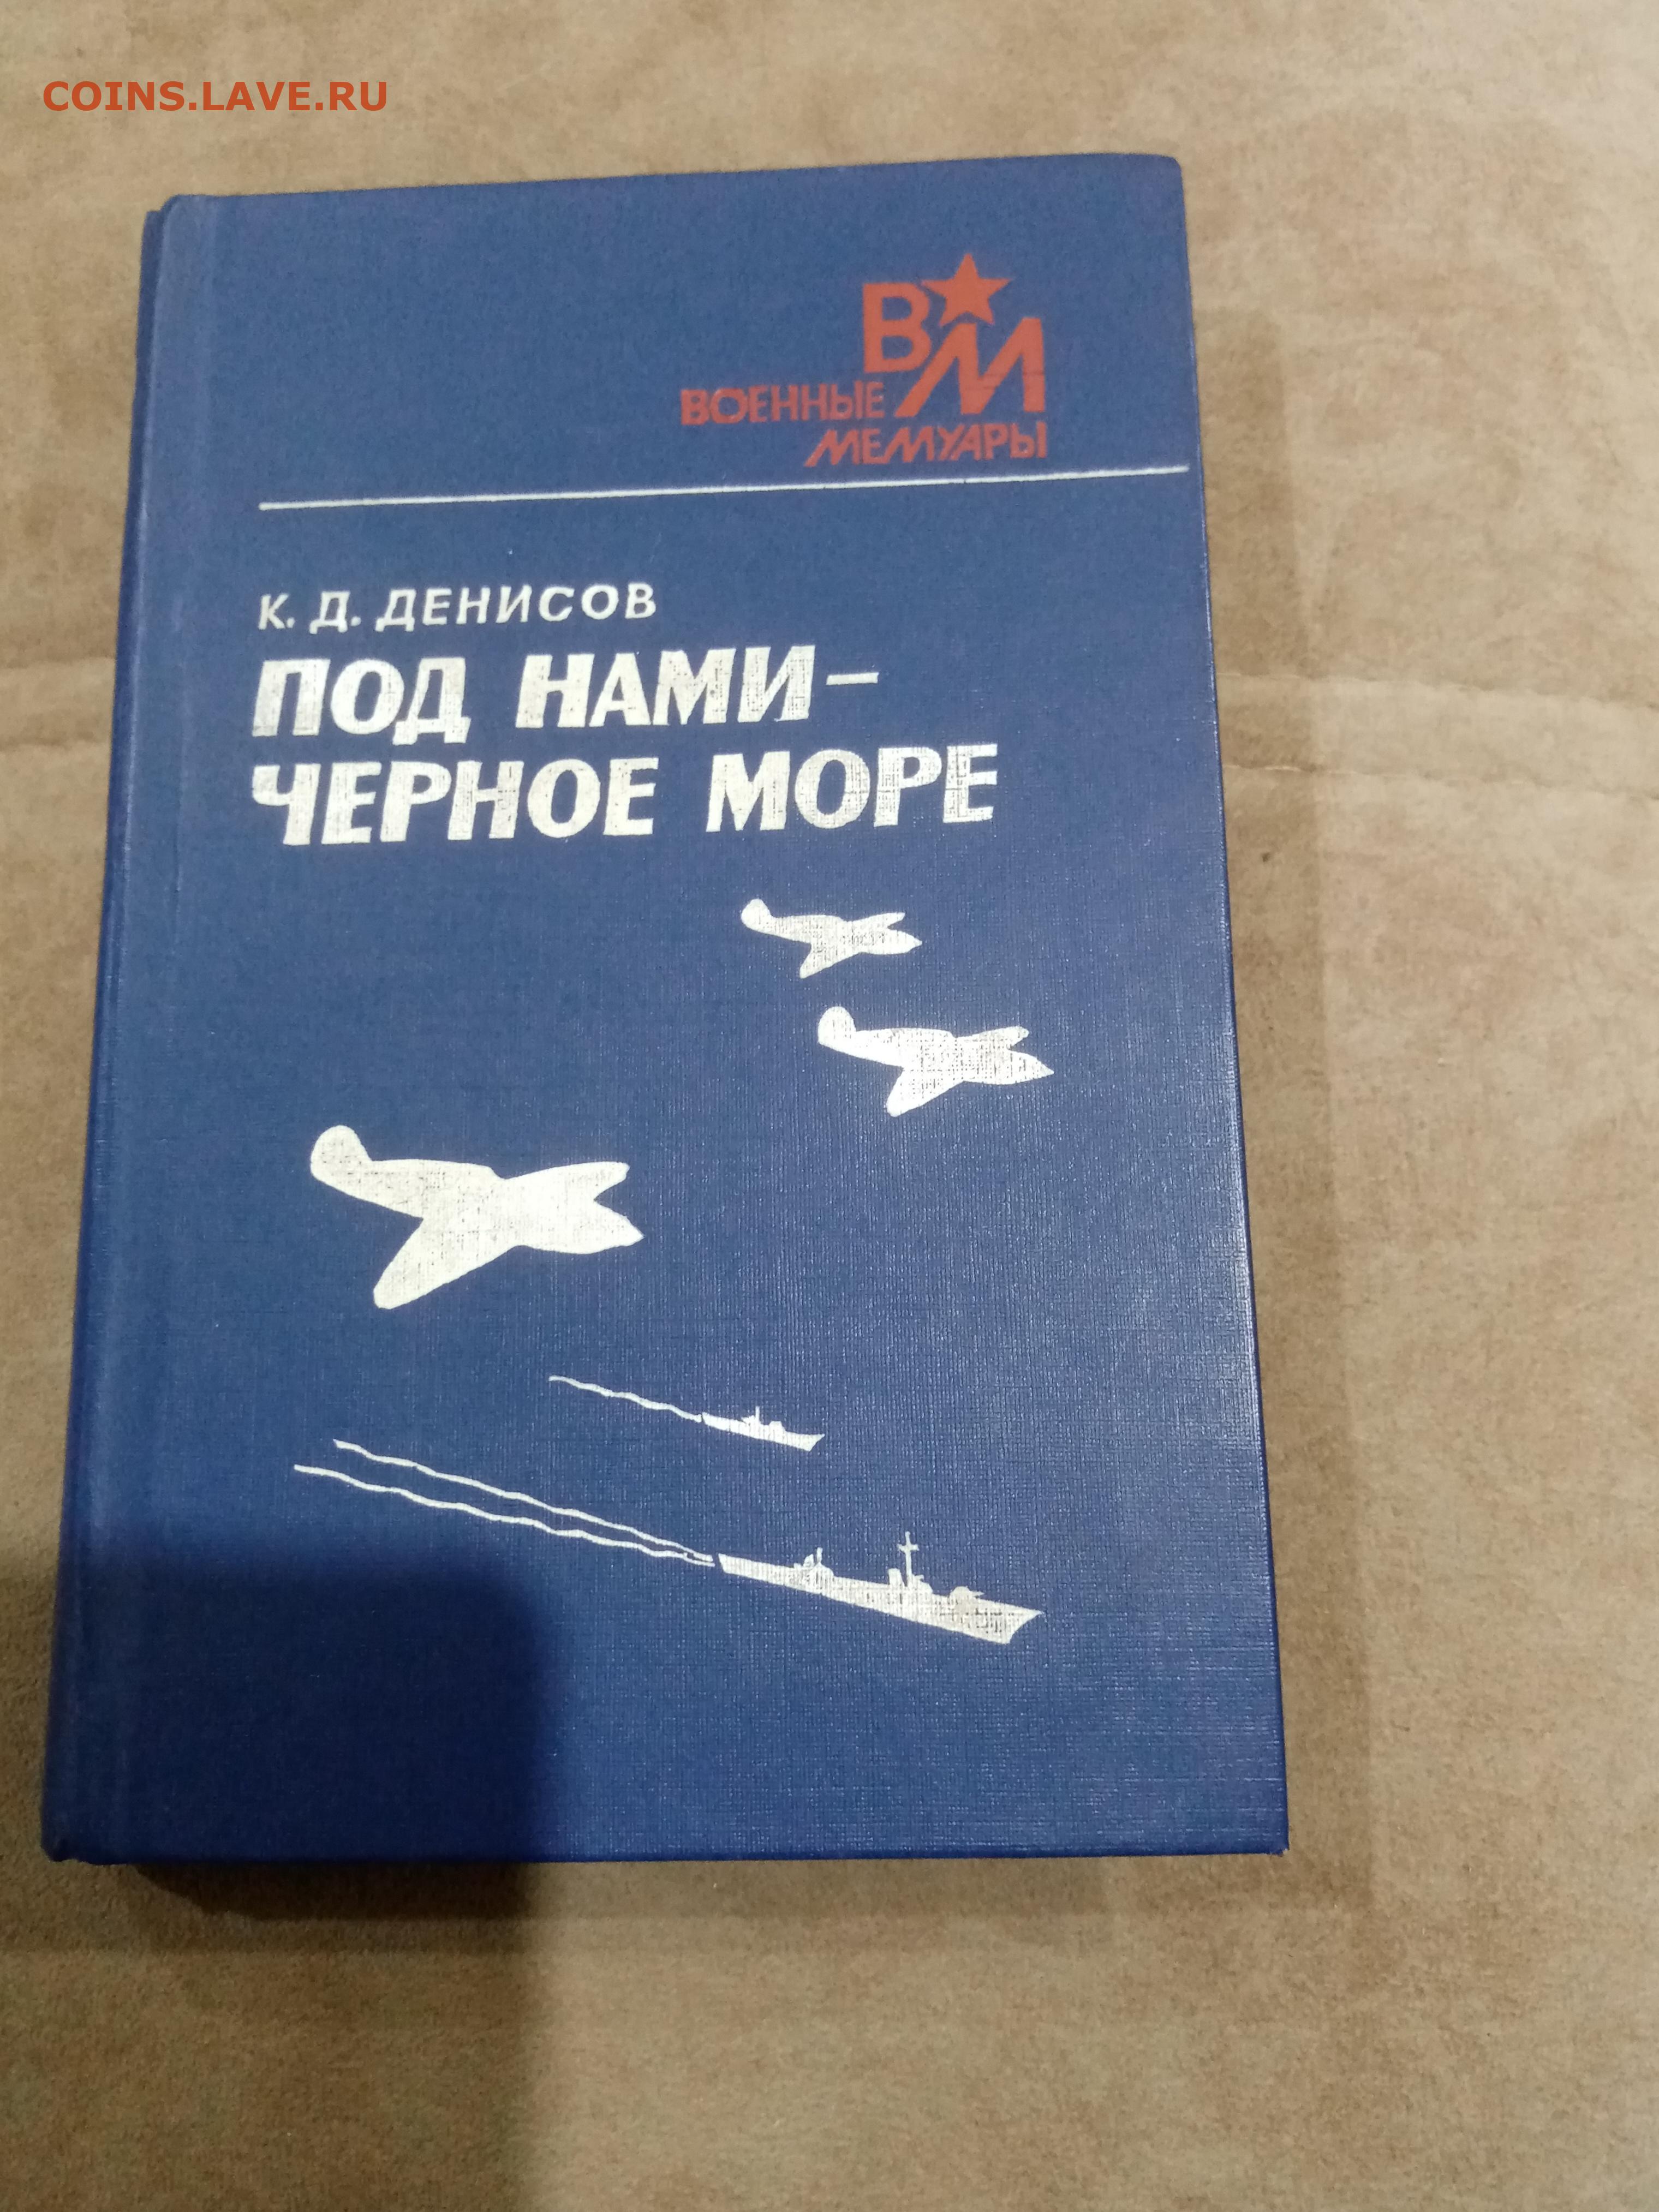 COINS.LAVE.RU
ВМ
ВОЕННЫЕ
МЕМУАРЫ
К. Д. ДЕНИСОВ
ПОД НАМИ –
ЧЕРНОЕ МОРЕ